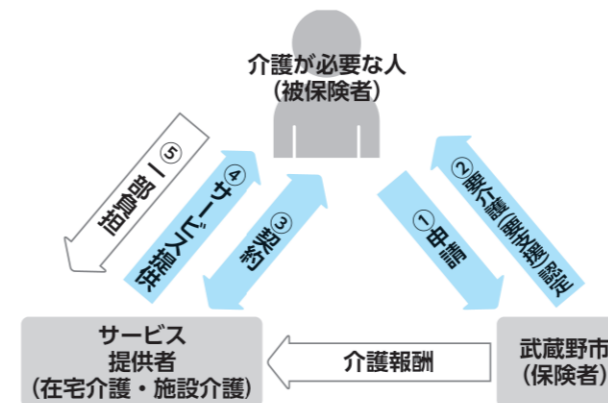 介護が必要な人
（被保険者）
⑤一部負担
④サービス提供
③契約
①申請
②要介護（要支援）認定
サービス
提供者
（在宅介護・施設介護）
介護報酬
武蔵野市
（保険者）